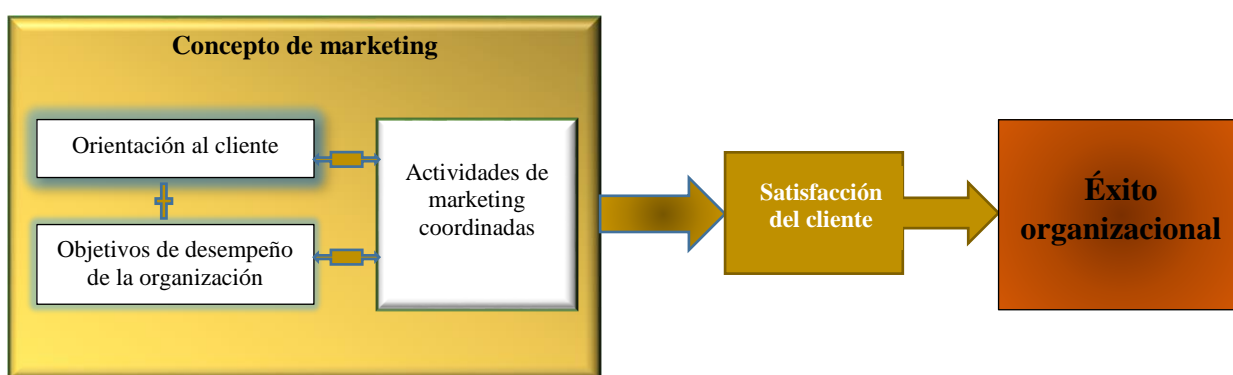 Concepto de marketing
Orientación al cliente
Objetivos de desempeño
de la organización
Actividades de
marketing
coordinadas
Satisfacción
del cliente
Éxito
organizacional